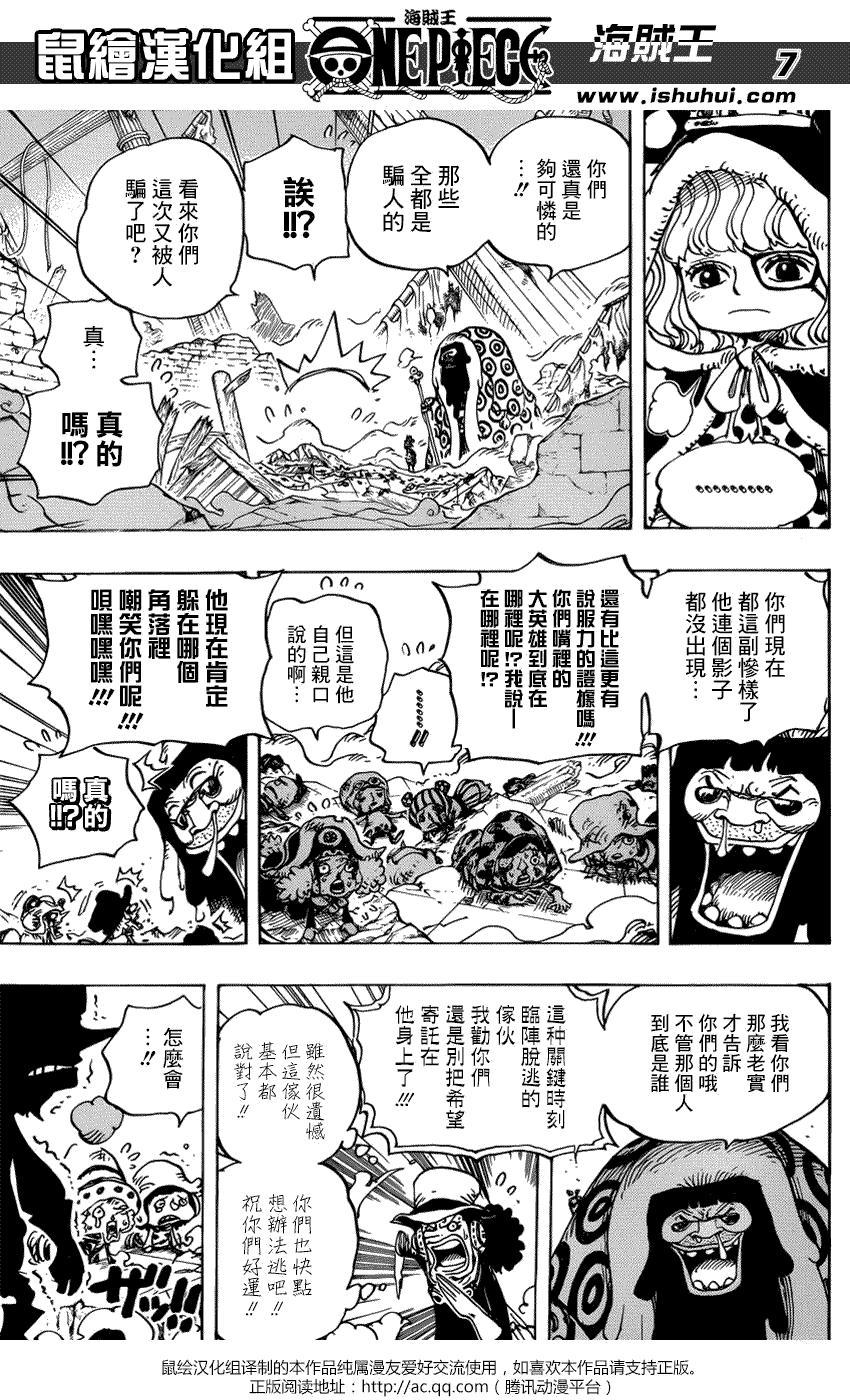 鼠繪漢化組
海賊王
ONE PIECE
海賊王
7
www.ishuhui.com
…………
你們
還真是
夠可憐的
…!!
那些
全都是
騙人的
誒
!!?
看來你們
這次又被人
騙了吧?
真…
真的
嗎!!?
你們現在
都這副慘樣了
他連個影子
都沒出現…
還有比這更有
說服力的證據嗎!!!
你們嘴裡的
大英雄到底在
哪裡呢!?我說—
在哪裡呢!?
…………!!
但這是他
自己親口
說的啊…
他現在肯定
躲在哪個
角落裡
嘲笑你們呢!!!
唄嘿嘿嘿!!!
真的
嗎!!?
我看你們
那麼老實
才告訴
你們的哦
不管那個人
到底是誰
這种關鍵時刻
臨陣脫逃的
傢伙
我勸你們
還是別把希望
寄託在
他身上了!!!
雖然很遺憾
但這傢伙
基本都
說對了!!
你們也快點
想辦法逃吧!!
祝你們好運!!
怎麼會
…!!
ザザッ
鼠绘汉化组译制的本作品纯属漫友爱好交流使用，如喜欢本作品请支持正版。
正版阅读地址：http://ac.qq.com（腾讯动漫平台）